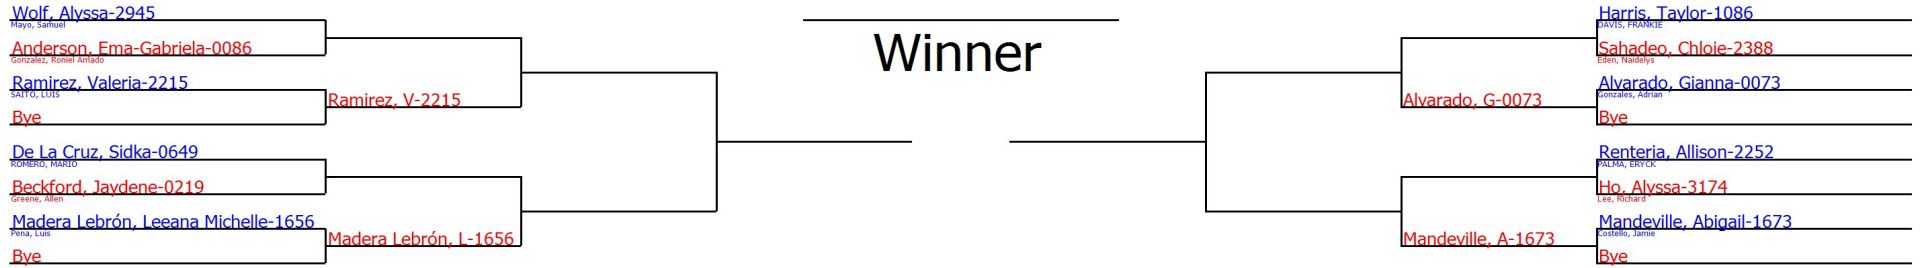 Wolf, Alyssa-2945
Mayo, Samuel
Anderson, Ema-Gabriela-0086
Gonzalez, Roniel Amado
Ramirez, Valeria-2215
SAITO, LUIS
Bye
De La Cruz, Sidka-0649
ROMERO, MARIO
Beckford, Jaydene-0219
Greene, Allen
Madera Lebrón, Leeana Michelle-1656
Pena, Luis
Bye
Ramirez, V-2215
Madera Lebrón, L-1656
Winner
Alvarado, G-0073
Mandeville, A-1673
Harris, Taylor-1086
DAVIS, FRANKIE
Sahadeo, Chloie-2388
Eden, Naidelys
Alvarado, Gianna-0073
Gonzales, Adrian
Bye
Renteria, Allison-2252
PALMA, ERYCK
Ho, Alyssa-3174
Lee, Richard
Mandeville, Abigail-1673
Costello, Jamie
Bye